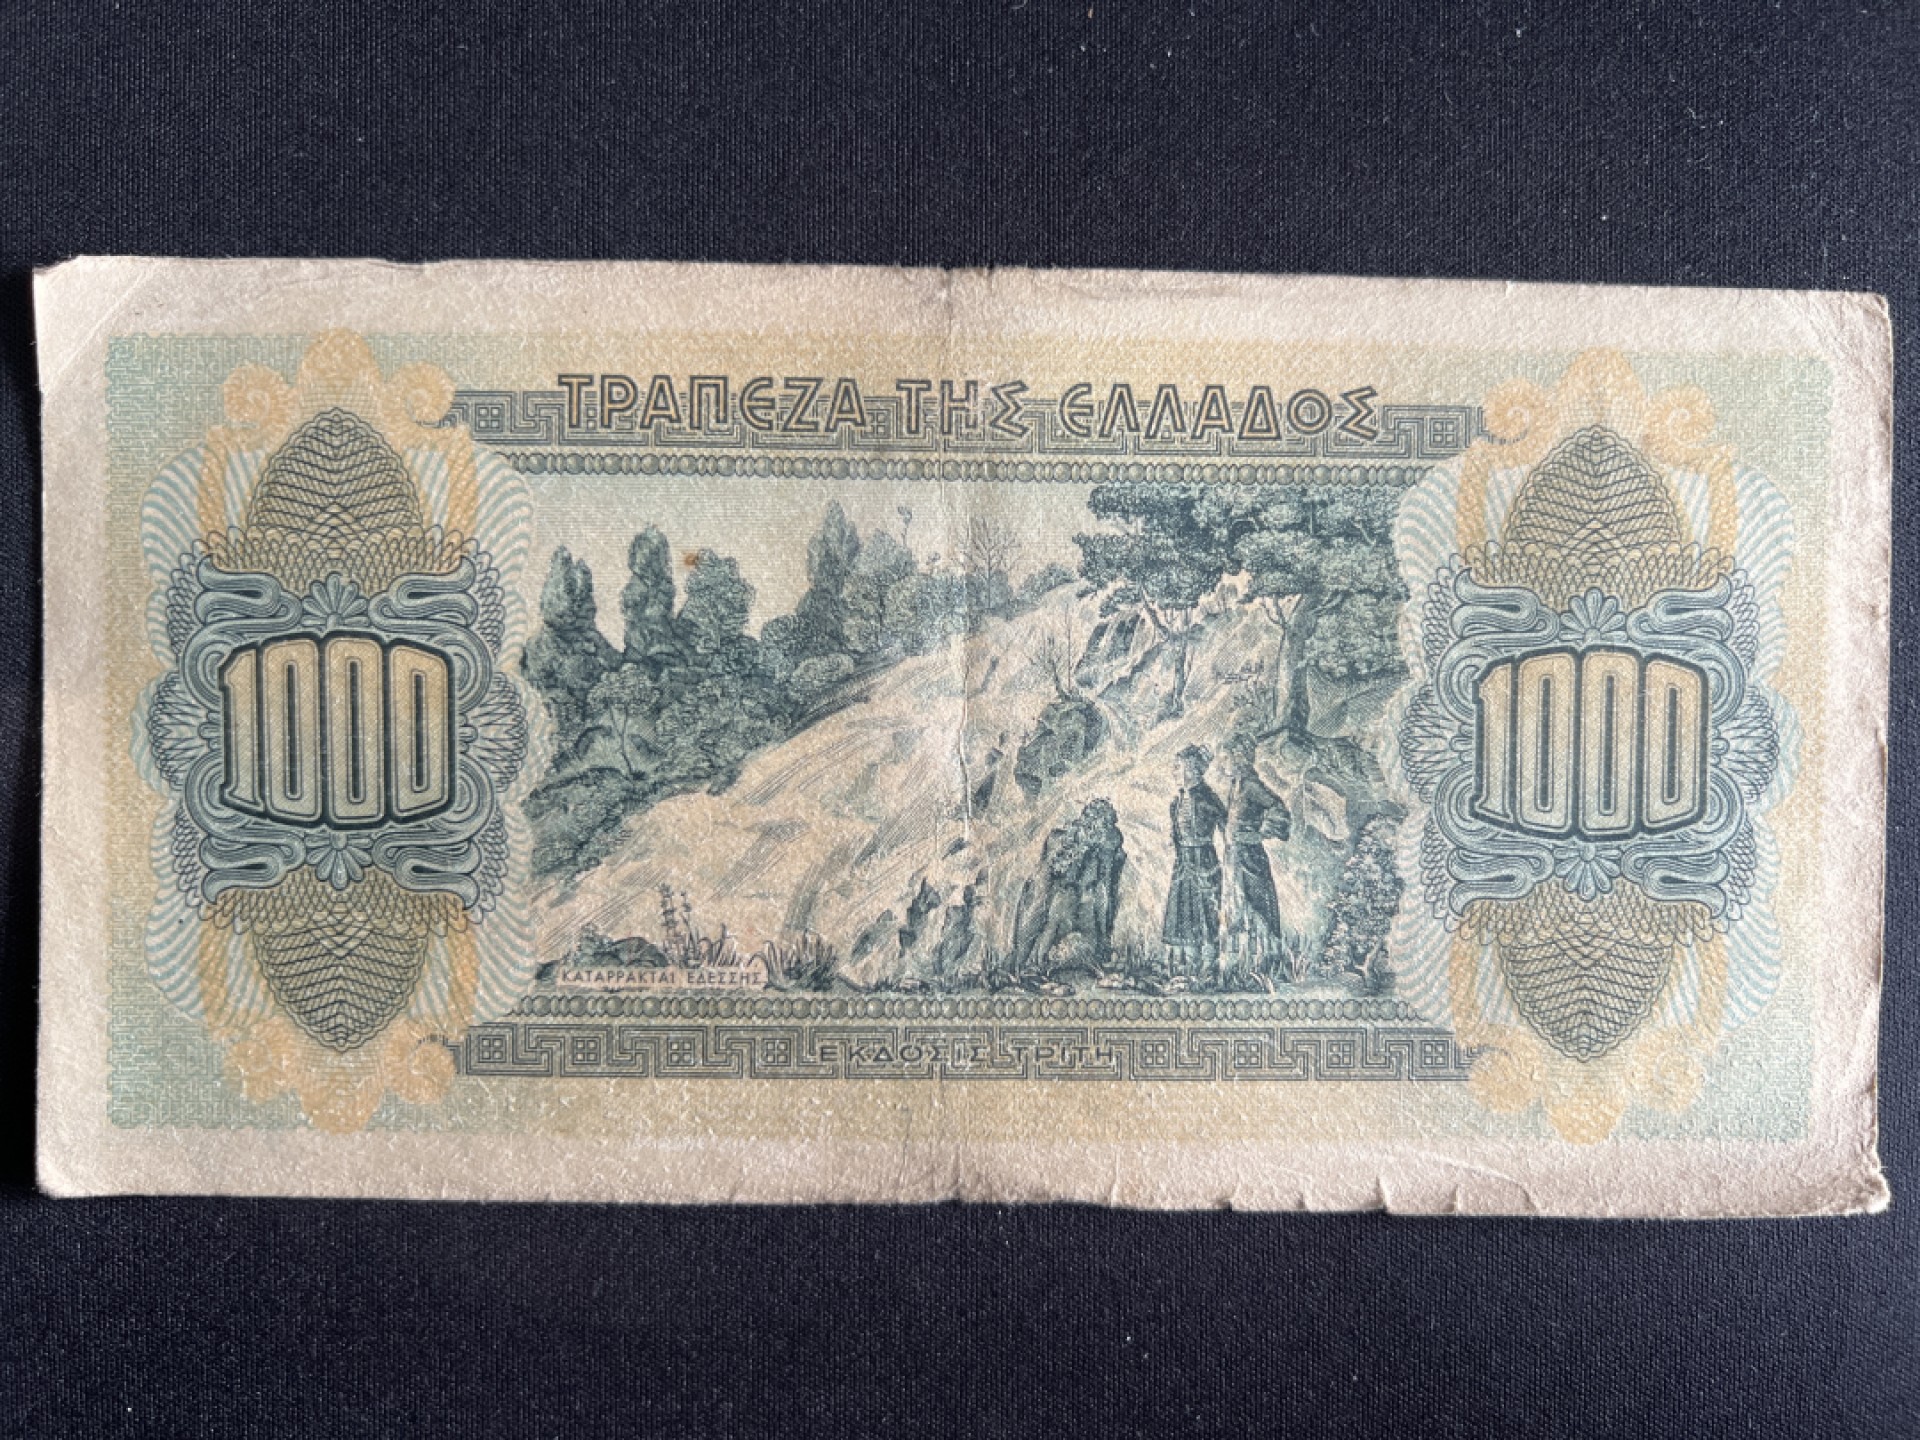 ΤΡΑΠΕΖΑ ΤΗΣ ΕΛΛΑΔΟΣ
1000 1000
ΚΑΤΑΡΡΑΚΤΑΙ ΕΔΕΣΣΗΣ
ΕΚΔΟΣΙΣ ΤΡΙΤΗ